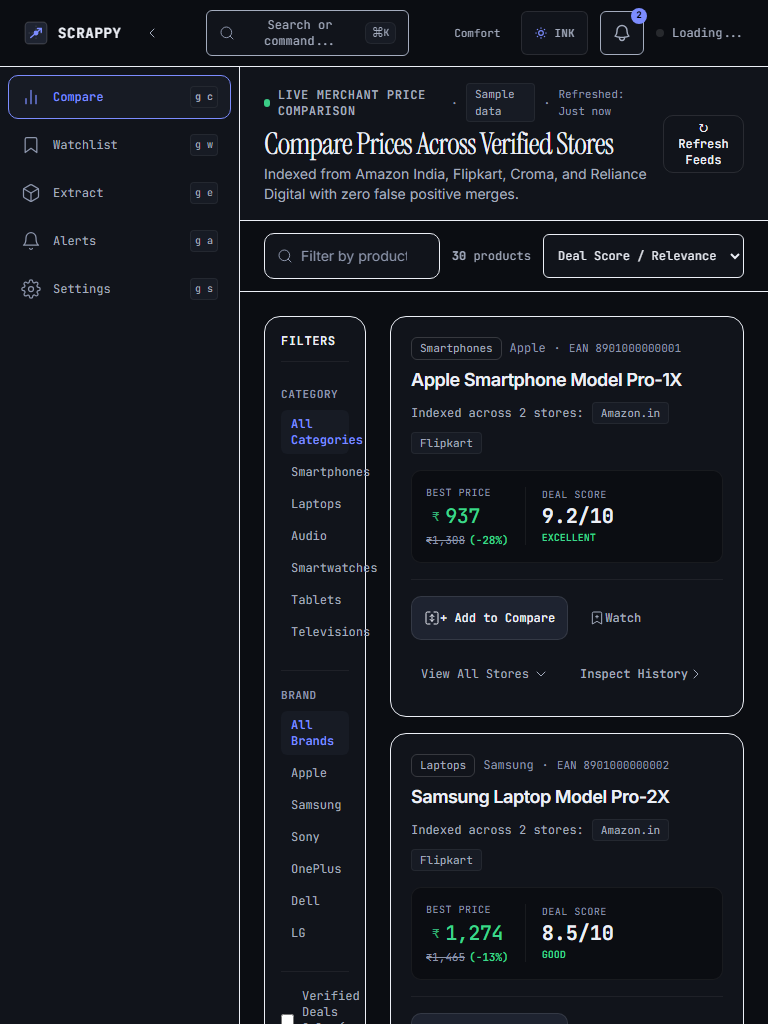 SCRAPPY
Search or
command...
⌘K
Comfort
INK
2
Loading...
Compare
g c
Watchlist
g w
Extract
g e
Alerts
g a
Settings
g s
LIVE MERCHANT PRICE
COMPARISON
·
Sample
data
·
Refreshed:
Just now
Compare Prices Across Verified Stores
Indexed from Amazon India, Flipkart, Croma, and Reliance
Digital with zero false positive merges.
↻
Refresh
Feeds
Filter by product
30 products
Deal Score / Relevance
FILTERS
CATEGORY
All
Categories
Smartphones
Laptops
Audio
Smartwatches
Tablets
Televisions
BRAND
All
Brands
Apple
Samsung
Sony
OnePlus
Dell
LG
Verified
Deals
Smartphones Apple · EAN 8901000000001
Apple Smartphone Model Pro-1X
Indexed across 2 stores: Amazon.in
Flipkart
BEST PRICE
₹ 937
₹1,308 (-28%)
DEAL SCORE
9.2/10
EXCELLENT
+ Add to Compare
Watch
View All Stores
Inspect History
Laptops Samsung · EAN 8901000000002
Samsung Laptop Model Pro-2X
Indexed across 2 stores: Amazon.in
Flipkart
BEST PRICE
₹ 1,274
₹1,465 (-13%)
DEAL SCORE
8.5/10
GOOD